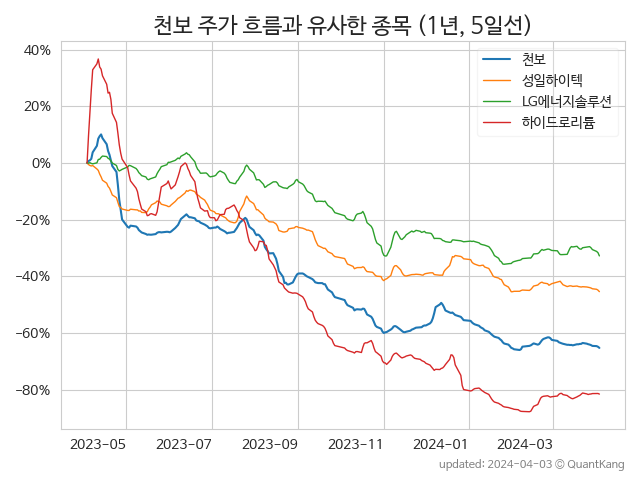 천보 주가 흐름과 유사한 종목 (1년, 5일선)
40%
20%
0%
−20%
−40%
−60%
−80%
천보
성일하이텍
LG에너지솔루션
하이드로리튬
2023-05 2023-07 2023-09 2023-11 2024-01 2024-03
updated: 2024-04-03 © QuantKang